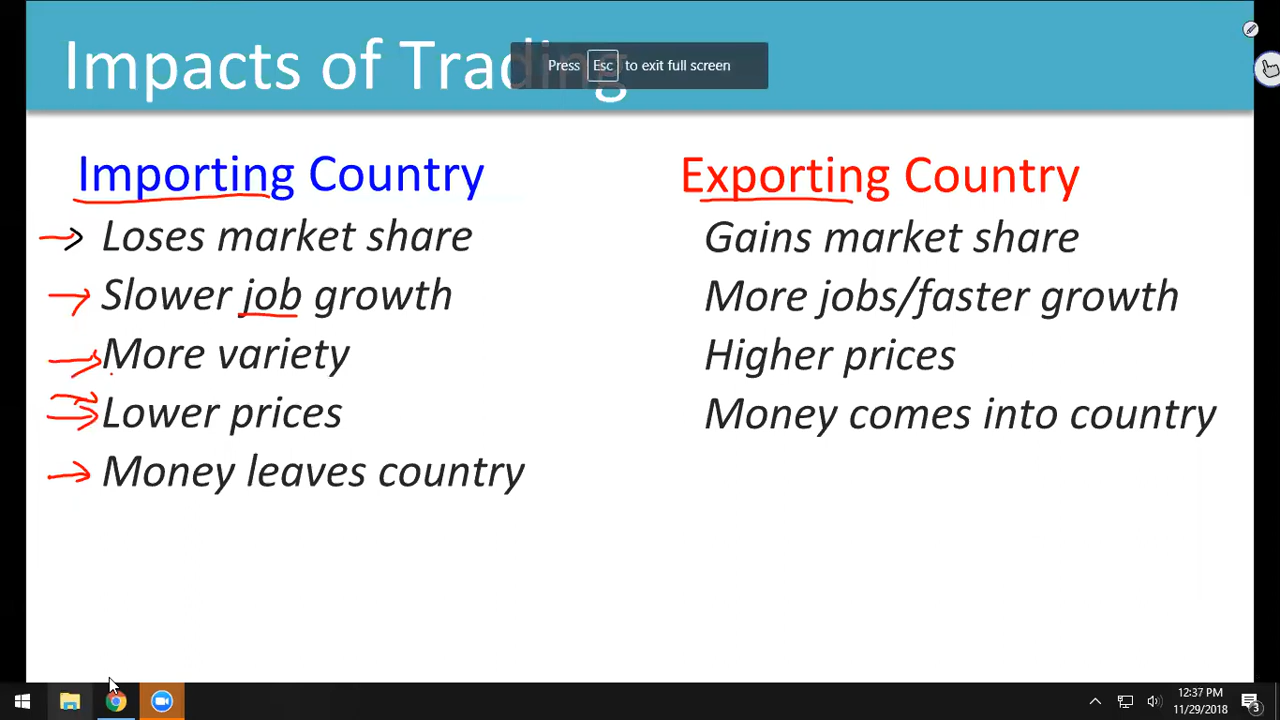 Impacts of Trading
Press Esc to exit full screen
Importing Country
Loses market share
Slower job growth
More variety
Lower prices
Money leaves country
Exporting Country
Gains market share
More jobs/faster growth
Higher prices
Money comes into country
12:37 PM
11/29/2018
3